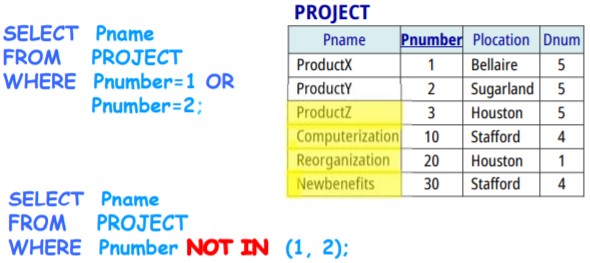 PROJECT
SELECT Pname
FROM PROJECT
WHERE Pnumber=1 OR
Pnumber=2;
Pname Pnumber Plocation Dnum
ProductX 1 Bellaire 5
ProductY 2 Sugarland 5
ProductZ 3 Houston 5
Computerization 10 Stafford 4
Reorganization 20 Houston 1
Newbenefits 30 Stafford 4
SELECT Pname
FROM PROJECT
WHERE Pnumber NOT IN (1, 2);